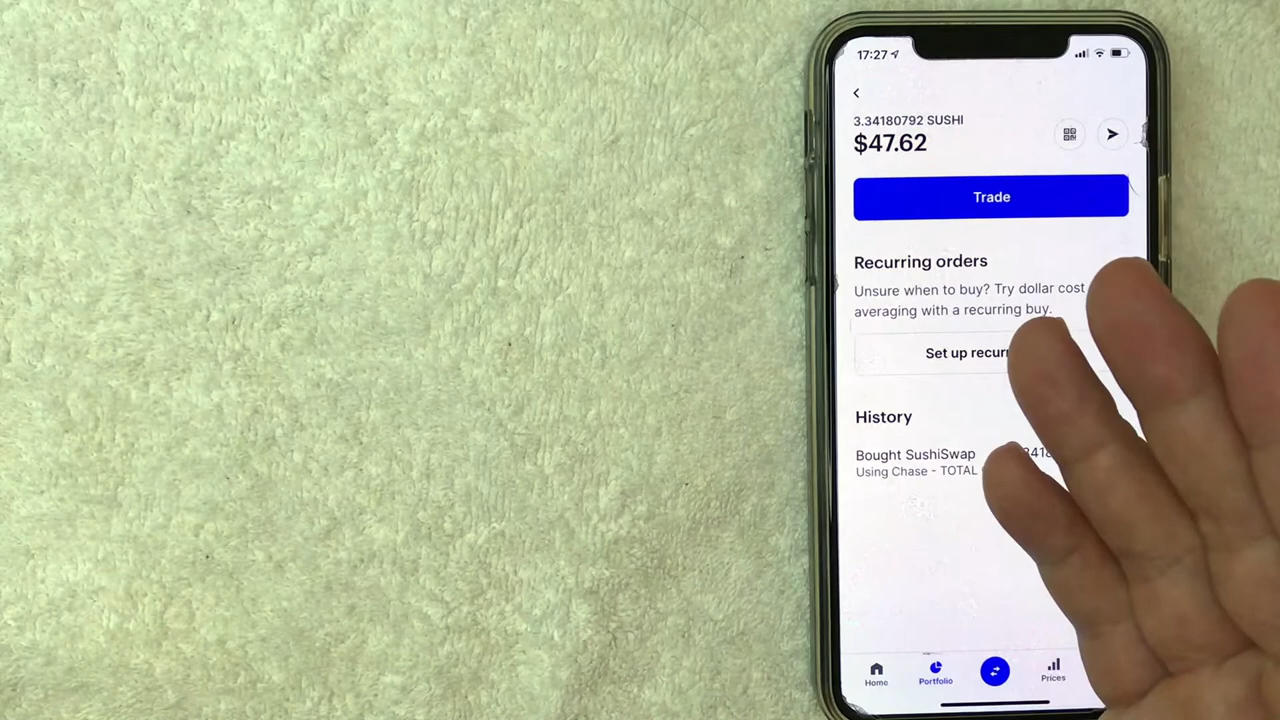 17:27
3.34180792 SUSHI
$47.62
Trade
Recurring orders
Unsure when to buy? Try dollar cost
averaging with a recurring buy.
Set up
History
Bought SushiSwap
Using Chase - TOTAL
Home
Portfolio
Prices